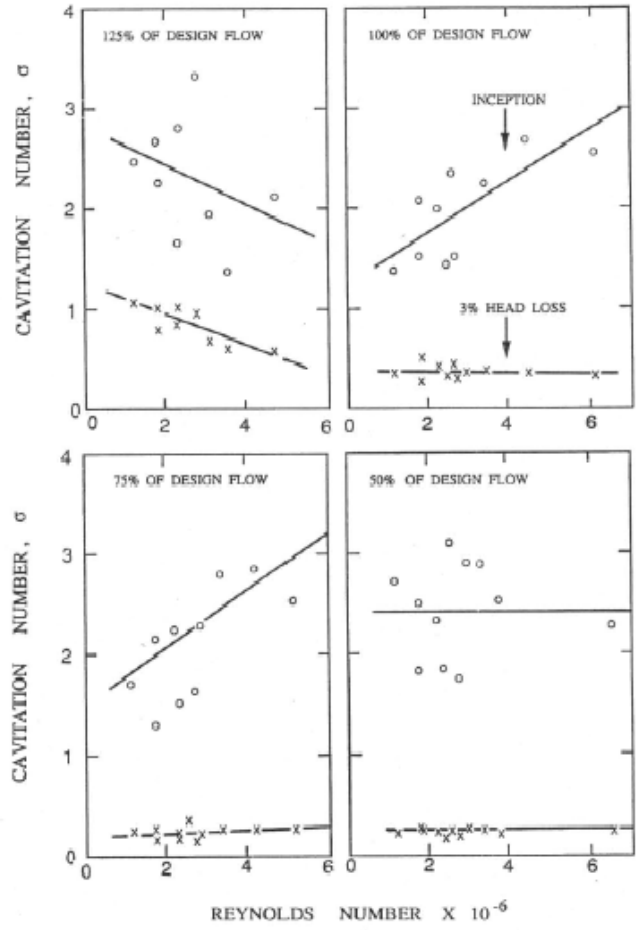 4
125% OF DESIGN FLOW
100% OF DESIGN FLOW
3
INCEPTION
2
1
3% HEAD LOSS
0
0 2 4 6
0 2 4 6
CAVITATION NUMBER, σ
4
75% OF DESIGN FLOW
50% OF DESIGN FLOW
3
2
1
0
0 2 4 6
0 2 4 6
CAVITATION NUMBER, σ
REYNOLDS NUMBER X 10⁻⁶